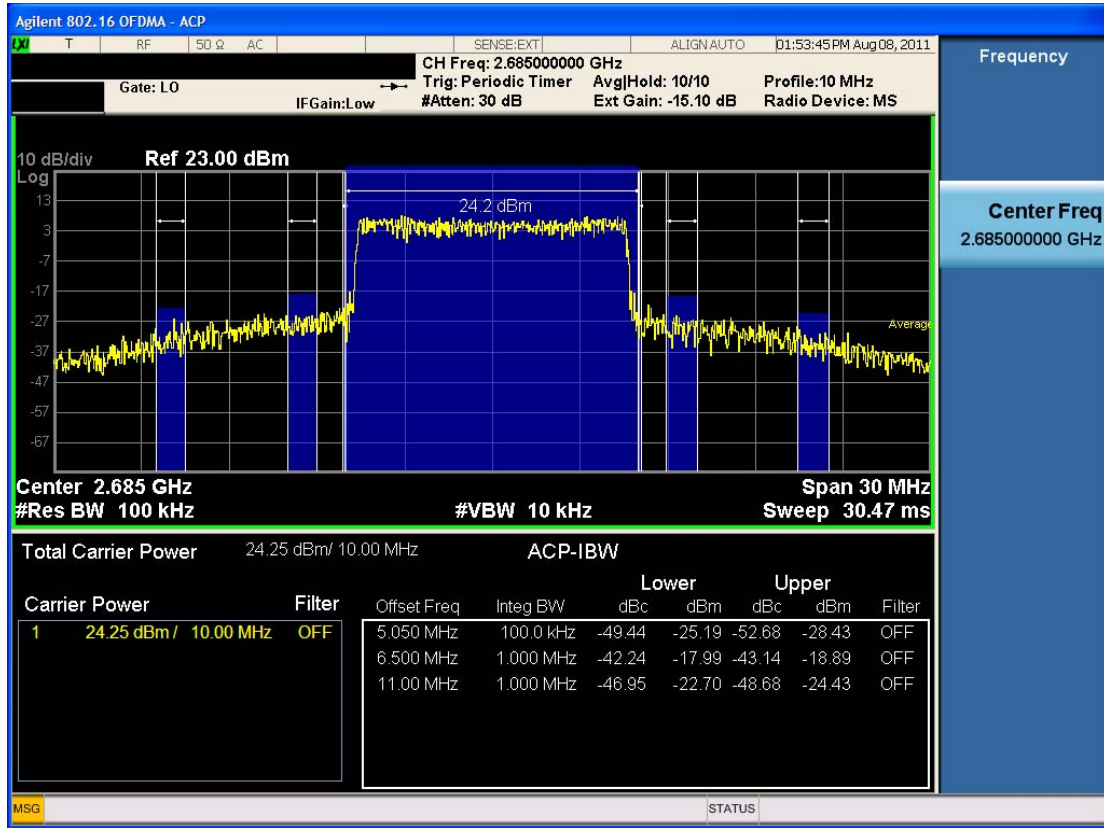 Agilent 802.16 OFDMA - ACP
LXI T RF 50 Ω AC SENSE:EXT ALIGN AUTO 01:53:45 PM Aug 08, 2011
CH Freq: 2.685000000 GHz
Gate: LO Trig: Periodic Timer Avg|Hold: 10/10 Profile:10 MHz
IFGain:Low #Atten: 30 dB Ext Gain: -15.10 dB Radio Device: MS
Frequency
Center Freq
2.685000000 GHz
10 dB/div Ref 23.00 dBm
Log
24.2 dBm
13
3
-7
-17
-27
-37
-47
-57
-67
Average
Center 2.685 GHz Span 30 MHz
#Res BW 100 kHz #VBW 10 kHz Sweep 30.47 ms
Total Carrier Power 24.25 dBm/ 10.00 MHz ACP-IBW
Lower Upper
Carrier Power Filter Offset Freq Integ BW dBc dBm dBc dBm Filter
1 24.25 dBm / 10.00 MHz OFF 5.050 MHz 100.0 kHz -49.44 -25.19 -52.68 -28.43 OFF
6.500 MHz 1.000 MHz -42.24 -17.99 -43.14 -18.89 OFF
11.00 MHz 1.000 MHz -46.95 -22.70 -48.68 -24.43 OFF
MSG STATUS